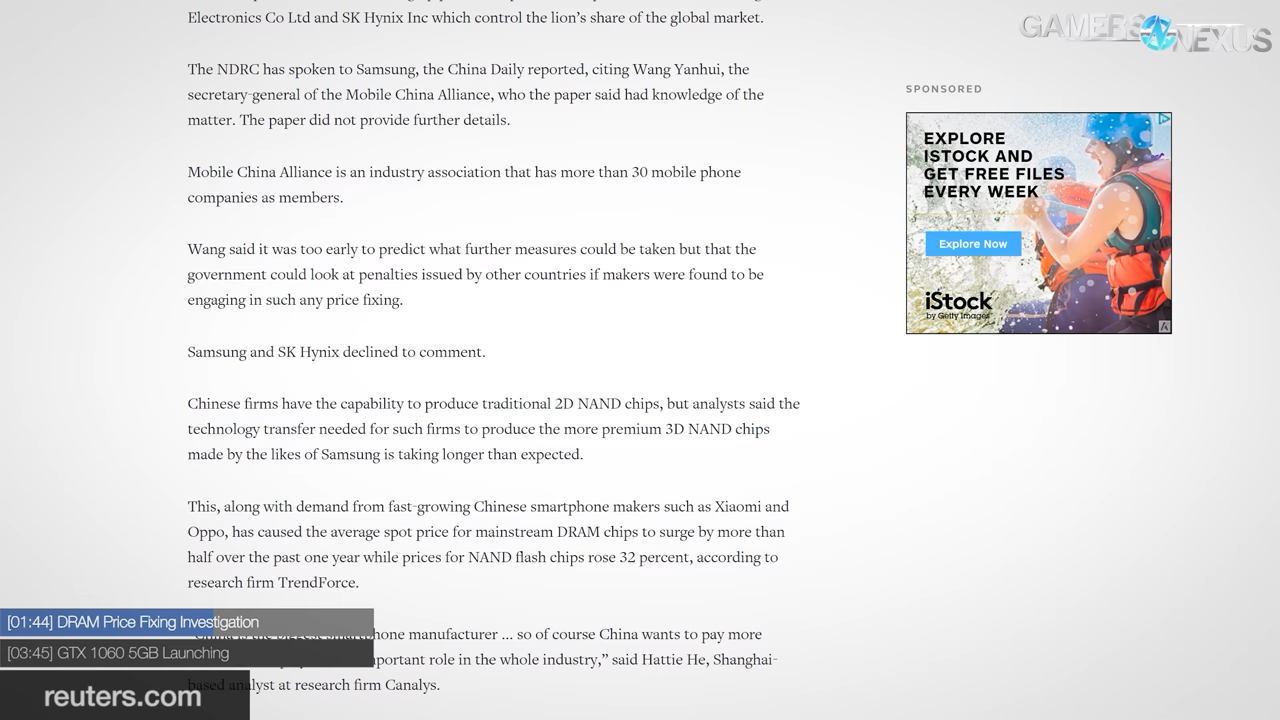 GAMERS NEXUS
Electronics Co Ltd and SK Hynix Inc which control the lion’s share of the global market.
The NDRC has spoken to Samsung, the China Daily reported, citing Wang Yanhui, the
secretary-general of the Mobile China Alliance, who the paper said had knowledge of the
matter. The paper did not provide further details.
Mobile China Alliance is an industry association that has more than 30 mobile phone
companies as members.
Wang said it was too early to predict what further measures could be taken but that the
government could look at penalties issued by other countries if makers were found to be
engaging in such any price fixing.
Samsung and SK Hynix declined to comment.
Chinese firms have the capability to produce traditional 2D NAND chips, but analysts said the
technology transfer needed for such firms to produce the more premium 3D NAND chips
made by the likes of Samsung is taking longer than expected.
This, along with demand from fast-growing Chinese smartphone makers such as Xiaomi and
Oppo, has caused the average spot price for mainstream DRAM chips to surge by more than
half over the past one year while prices for NAND flash chips rose 32 percent, according to
research firm TrendForce.
“China is the biggest smartphone manufacturer ... so of course China wants to pay more
important role in the whole industry,” said Hattie He, Shanghai-
based analyst at research firm Canalys.
SPONSORED
EXPLORE
ISTOCK AND
GET FREE FILES
EVERY WEEK
Explore Now
iStock
by Getty Images
[01:44] DRAM Price Fixing Investigation
[03:45] GTX 1060 5GB Launching
reuters.com